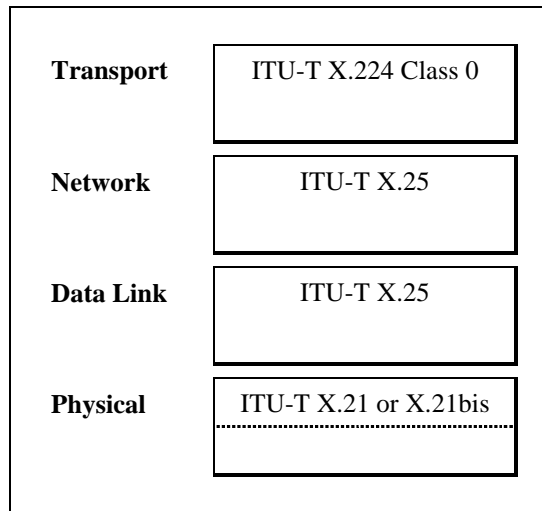 Transport ITU-T X.224 Class 0
Network ITU-T X.25
Data Link ITU-T X.25
Physical ITU-T X.21 or X.21bis